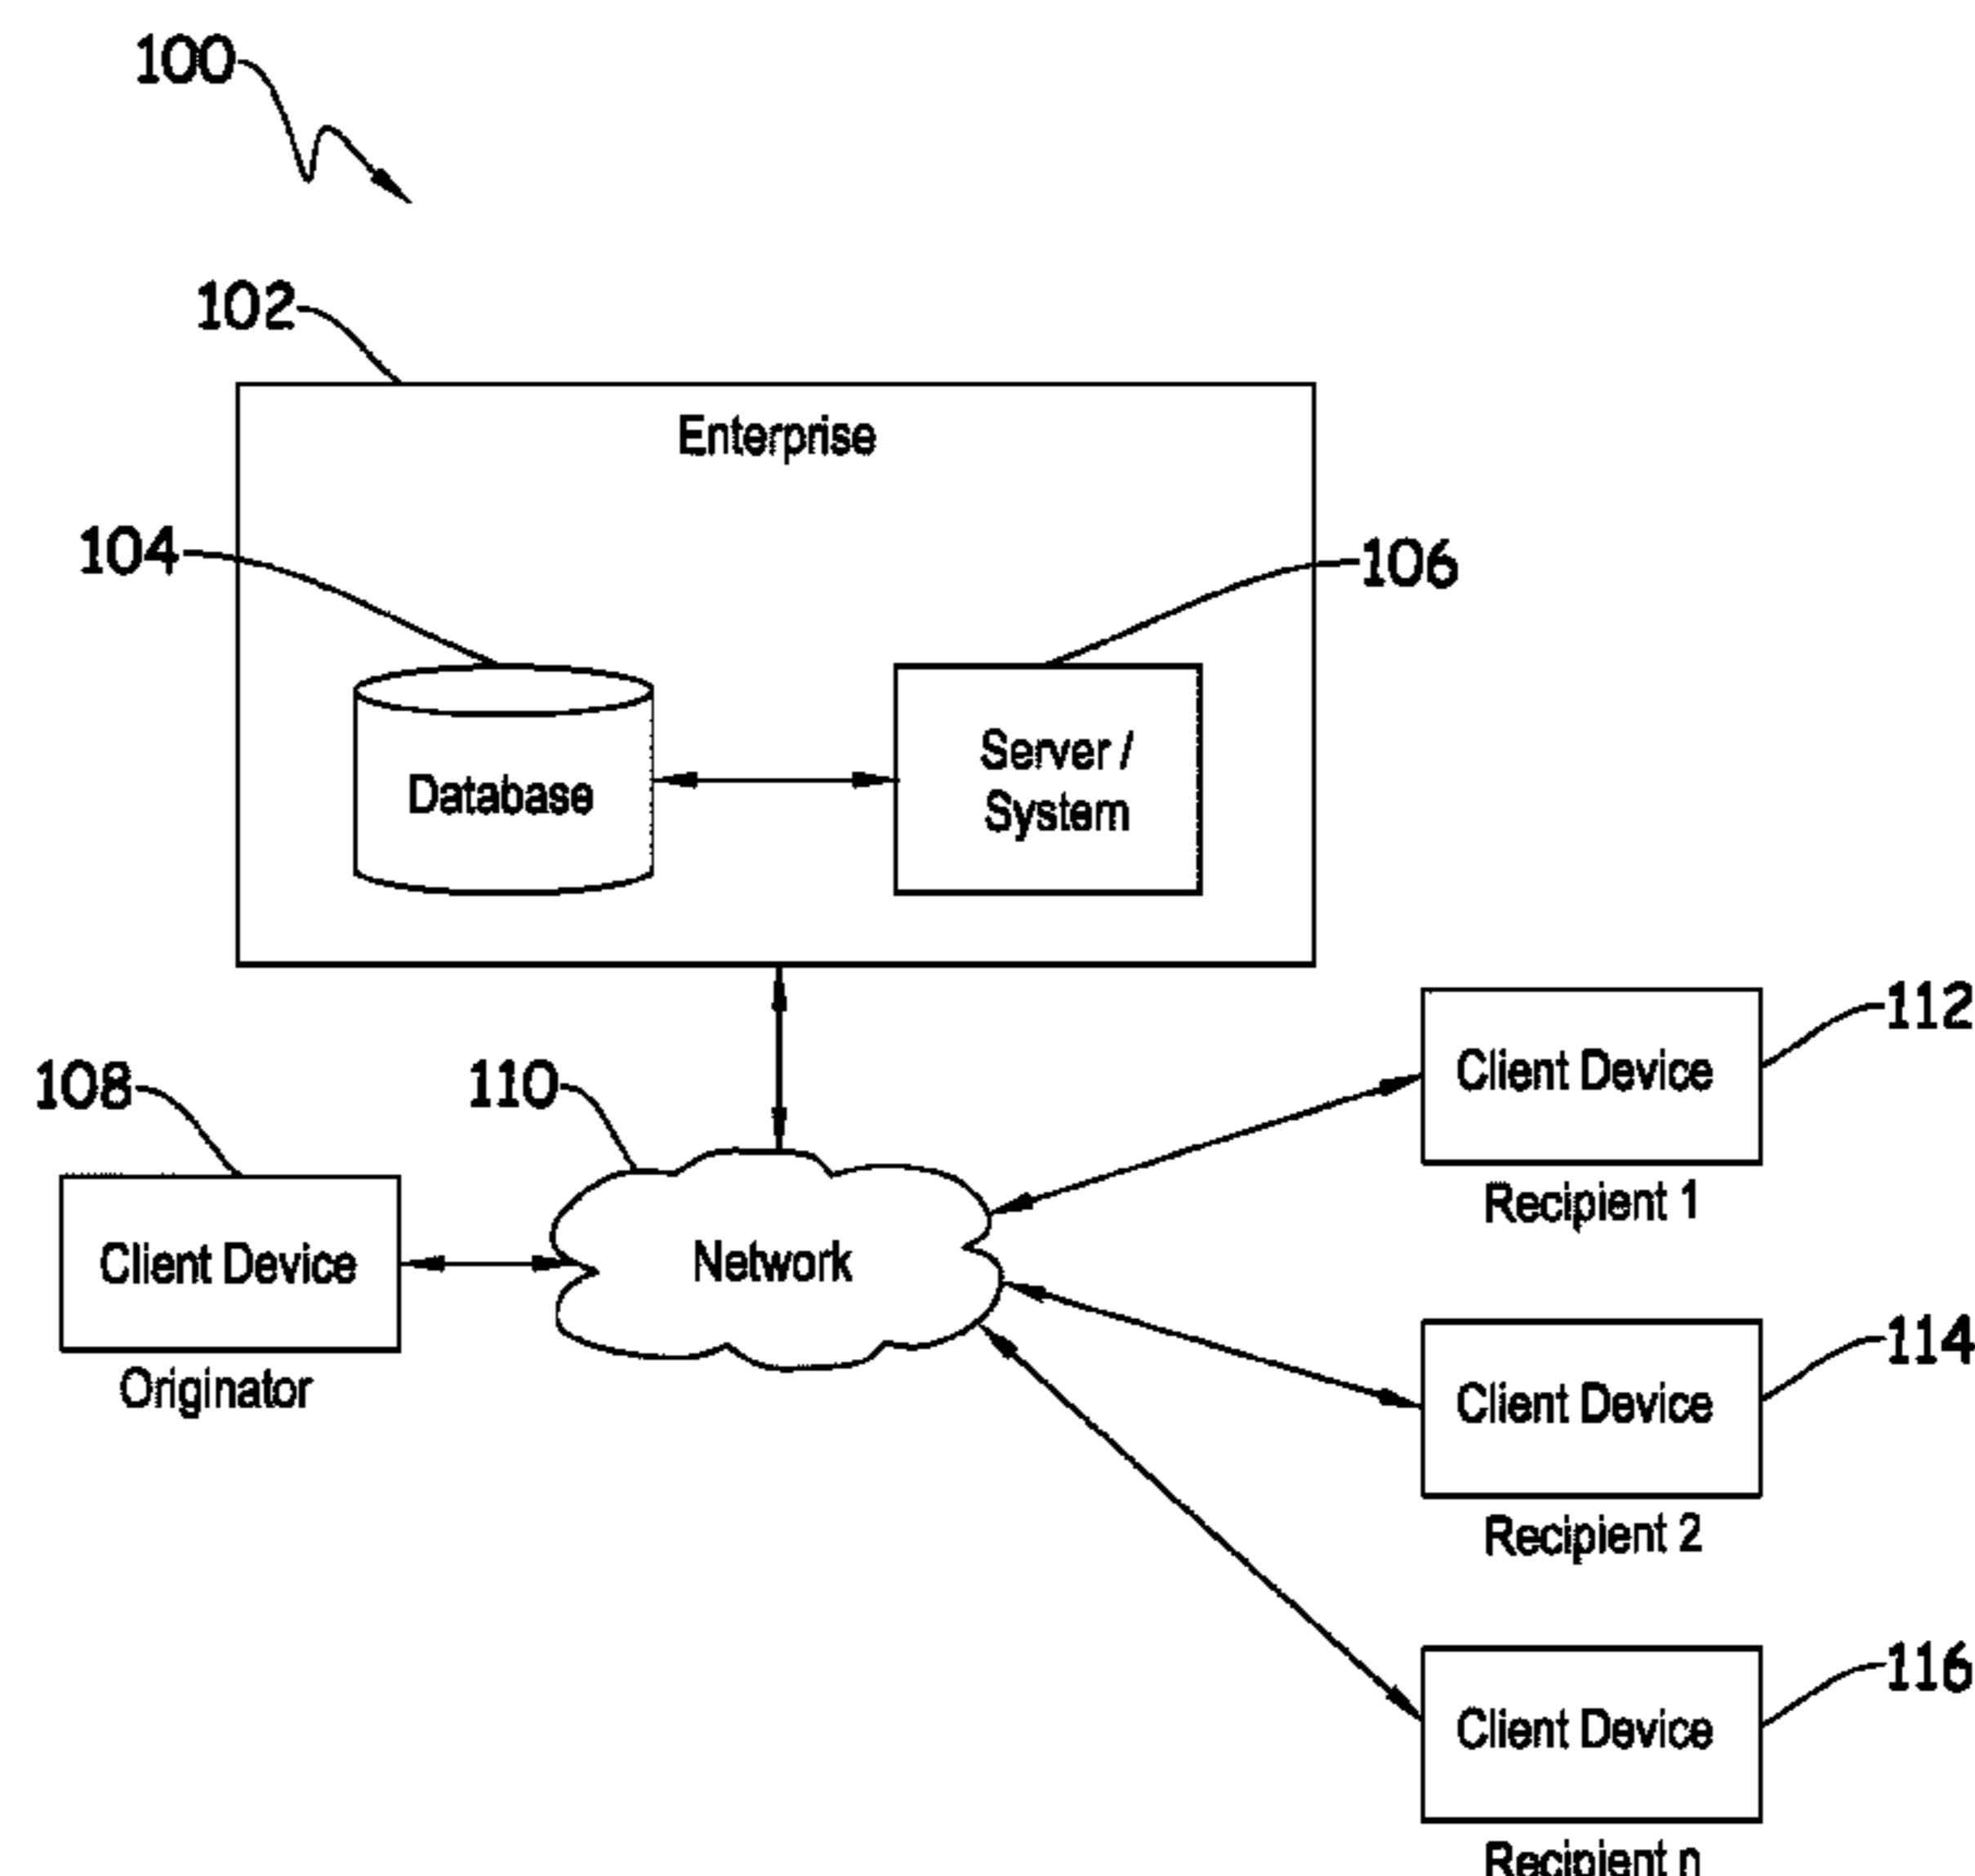 100
102
Enterprise
104
106
Database
Server /
System
108
110
112
Client Device
Recipient 1
Client Device
Originator
Network
114
Client Device
Recipient 2
116
Client Device
Recipient n